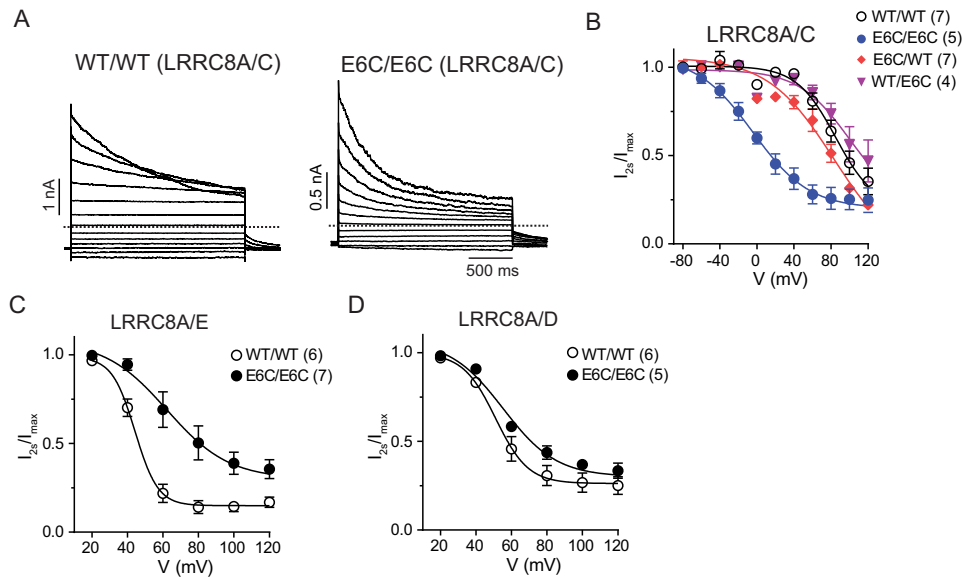 A
WT/WT (LRRC8A/C)
E6C/E6C (LRRC8A/C)
1 nA
0.5 nA
500 ms
B
LRRC8A/C
WT/WT (7)
E6C/E6C (5)
E6C/WT (7)
WT/E6C (4)
I2s/Imax
1.0
0.5
0.0
-80 -40 0 40 80 120
V (mV)
C
LRRC8A/E
WT/WT (6)
E6C/E6C (7)
I2s/Imax
1.0
0.5
0.0
20 40 60 80 100 120
V (mV)
D
LRRC8A/D
WT/WT (6)
E6C/E6C (5)
I2s/Imax
1.0
0.5
0.0
20 40 60 80 100 120
V (mV)